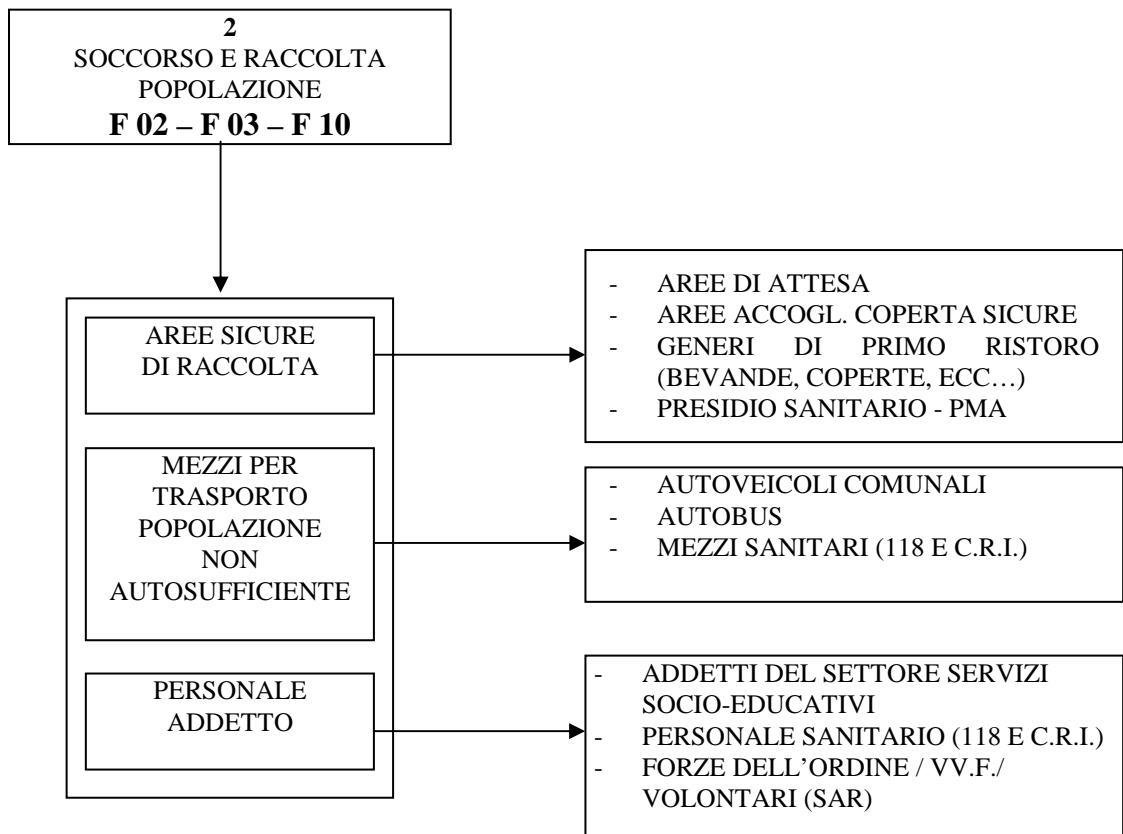 2
SOCCORSO E RACCOLTA
POPOLAZIONE
F 02 – F 03 – F 10
AREE SICURE
DI RACCOLTA
- AREE DI ATTESA
- AREE ACCOGL. COPERTA SICURE
- GENERI DI PRIMO RISTORO
(BEVANDE, COPERTE, ECC…)
- PRESIDIO SANITARIO - PMA
MEZZI PER
TRASPORTO
POPOLAZIONE
NON
AUTOSUFFICIENTE
- AUTOVEICOLI COMUNALI
- AUTOBUS
- MEZZI SANITARI (118 E C.R.I.)
PERSONALE
ADDETTO
- ADDETTI DEL SETTORE SERVIZI
SOCIO-EDUCATIVI
- PERSONALE SANITARIO (118 E C.R.I.)
- FORZE DELL’ORDINE / VV.F./
VOLONTARI (SAR)